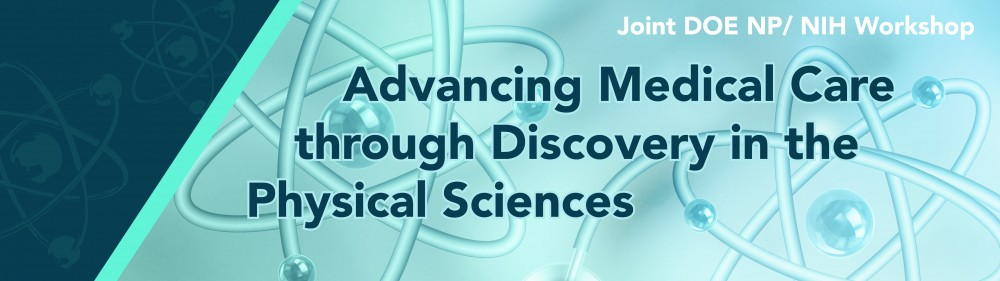 Joint DOE NP/ NIH Workshop
Advancing Medical Care
through Discovery in the
Physical Sciences